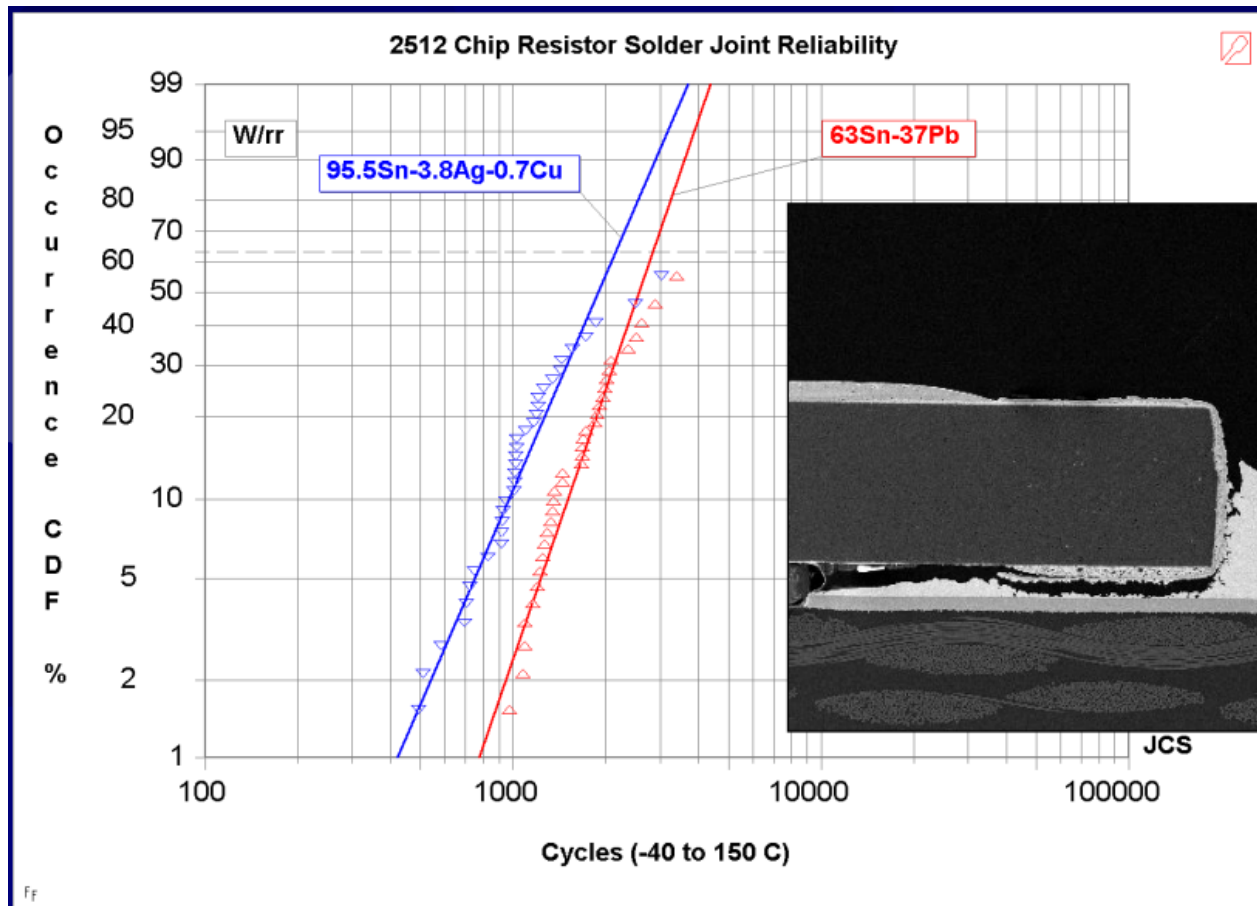 2512 Chip Resistor Solder Joint Reliability
Occurrence CDF %
99
95
90
80
70
60
50
40
30
20
10
5
2
1
W/rr
95.5Sn-3.8Ag-0.7Cu
63Sn-37Pb
JCS
100 1000 10000 100000
Cycles (-40 to 150 C)
FF